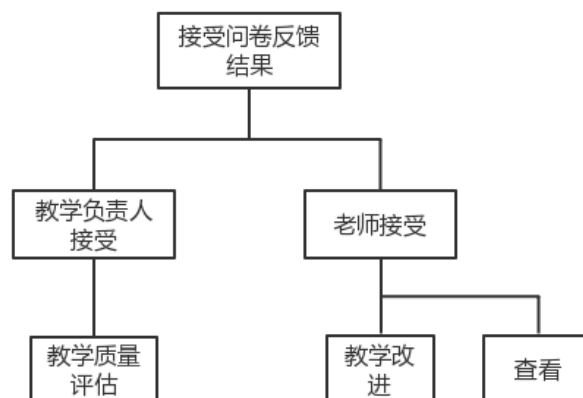 接受问卷反馈
结果
教学负责人
接受
老师接受
教学质量
评估
教学改
进
查看